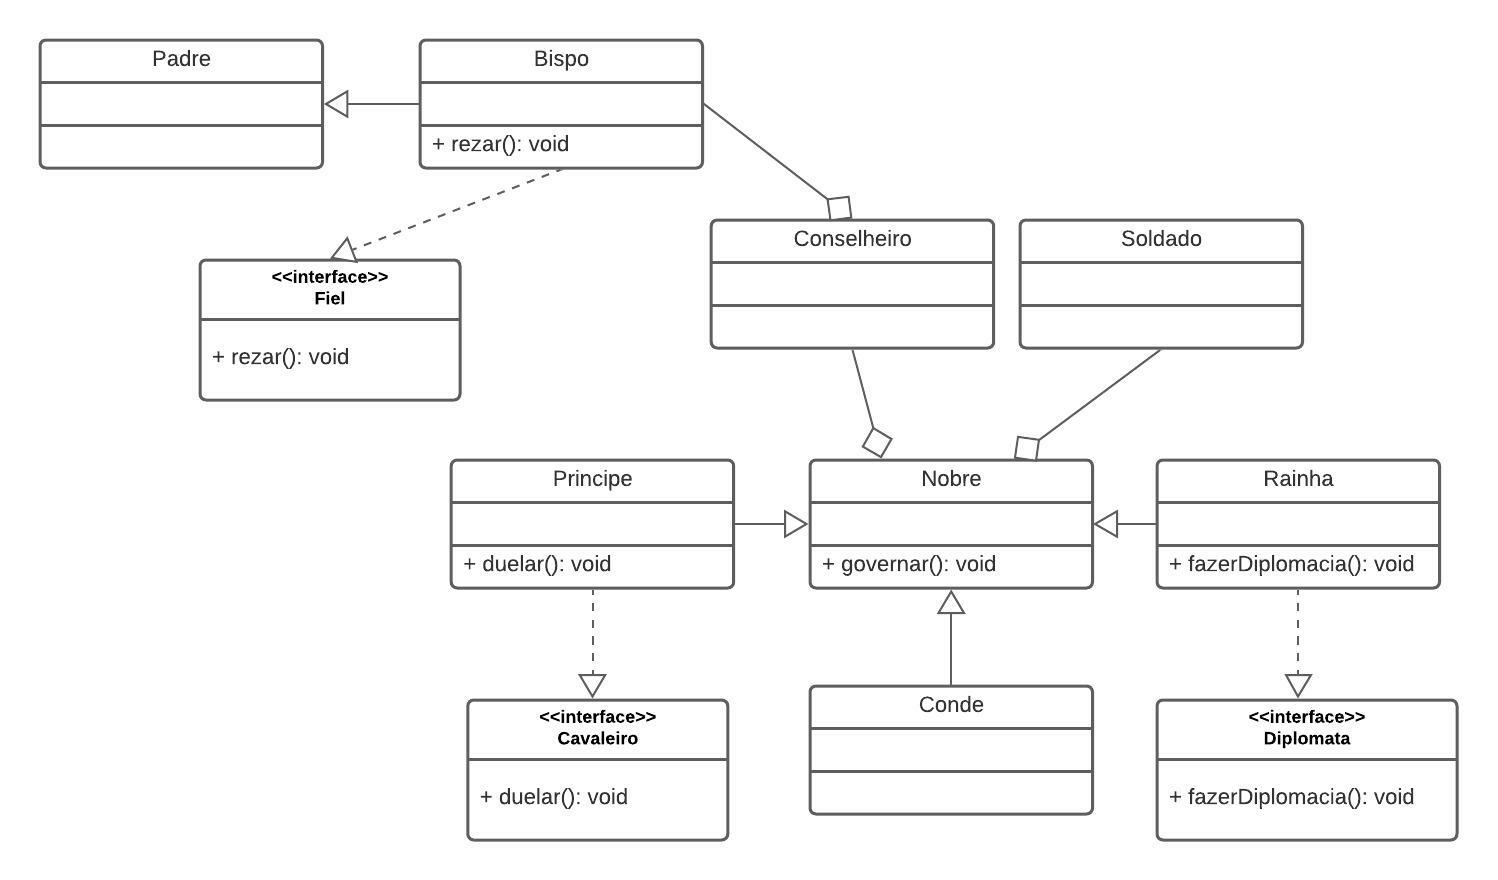 Padre
Bispo
+ rezar(): void
<<interface>>
Fiel
+ rezar(): void
Conselheiro
Soldado
Principe
+ duelar(): void
Nobre
+ governar(): void
Rainha
+ fazerDiplomacia(): void
<<interface>>
Cavaleiro
+ duelar(): void
Conde
<<interface>>
Diplomata
+ fazerDiplomacia(): void